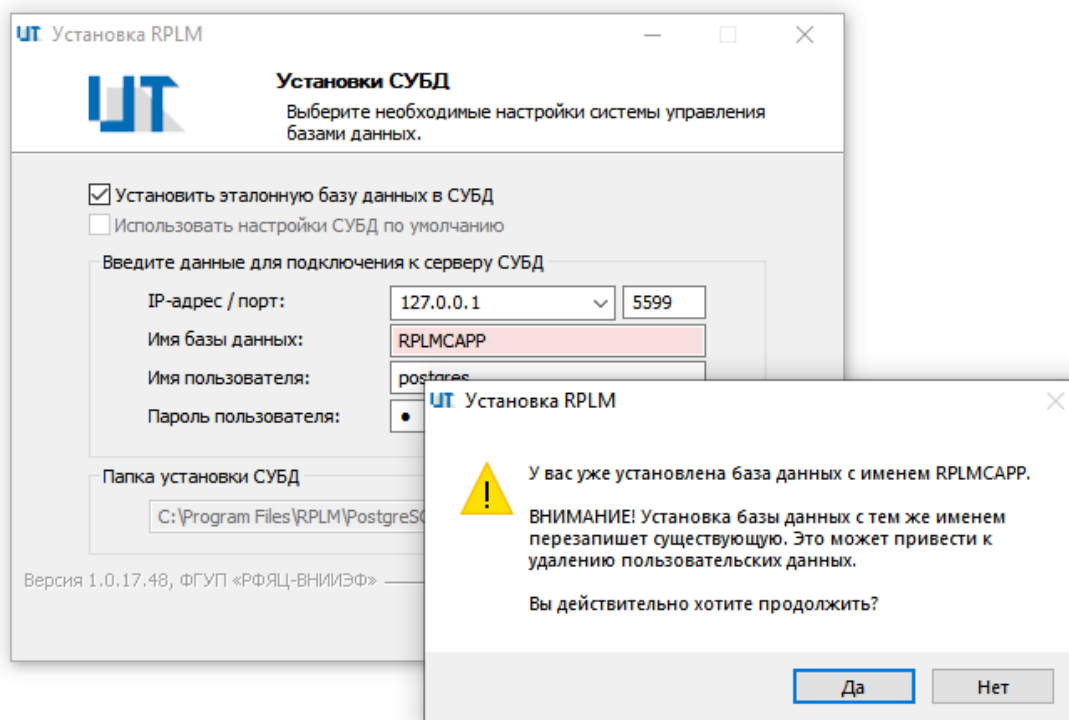 Установка RPLM
Установки СУБД
Выберите необходимые настройки системы управления
базами данных.
Установить эталонную базу данных в СУБД
Использовать настройки СУБД по умолчанию
Введите данные для подключения к серверу СУБД
IP-адрес / порт: 127.0.0.1 5599
Имя базы данных: RPLMCAPP
Имя пользователя: postgres
Пароль пользователя:
Папка установки СУБД
C:\Program Files\RPLM\
Версия 1.0.17.48, ФГУП «РФЯЦ-ВНИИЭФ»
Установка RPLM
У вас уже установлена база данных с именем RPLMCAPP.
ВНИМАНИЕ! Установка базы данных с тем же именем
перезапишет существующую. Это может привести к
удалению пользовательских данных.
Вы действительно хотите продолжить?
Да Нет